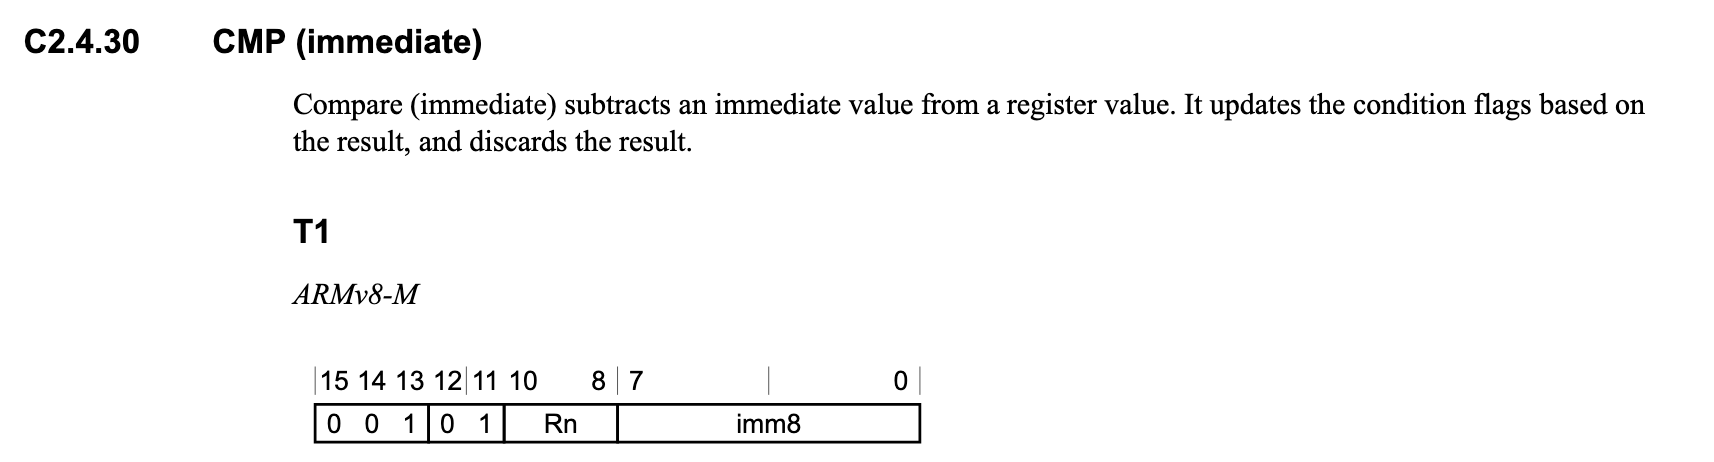 C2.4.30 CMP (immediate)
Compare (immediate) subtracts an immediate value from a register value. It updates the condition flags based on
the result, and discards the result.
T1
ARMv8-M
15 14 13 12 11 10 8 7 0
0 0 1 0 1 Rn imm8